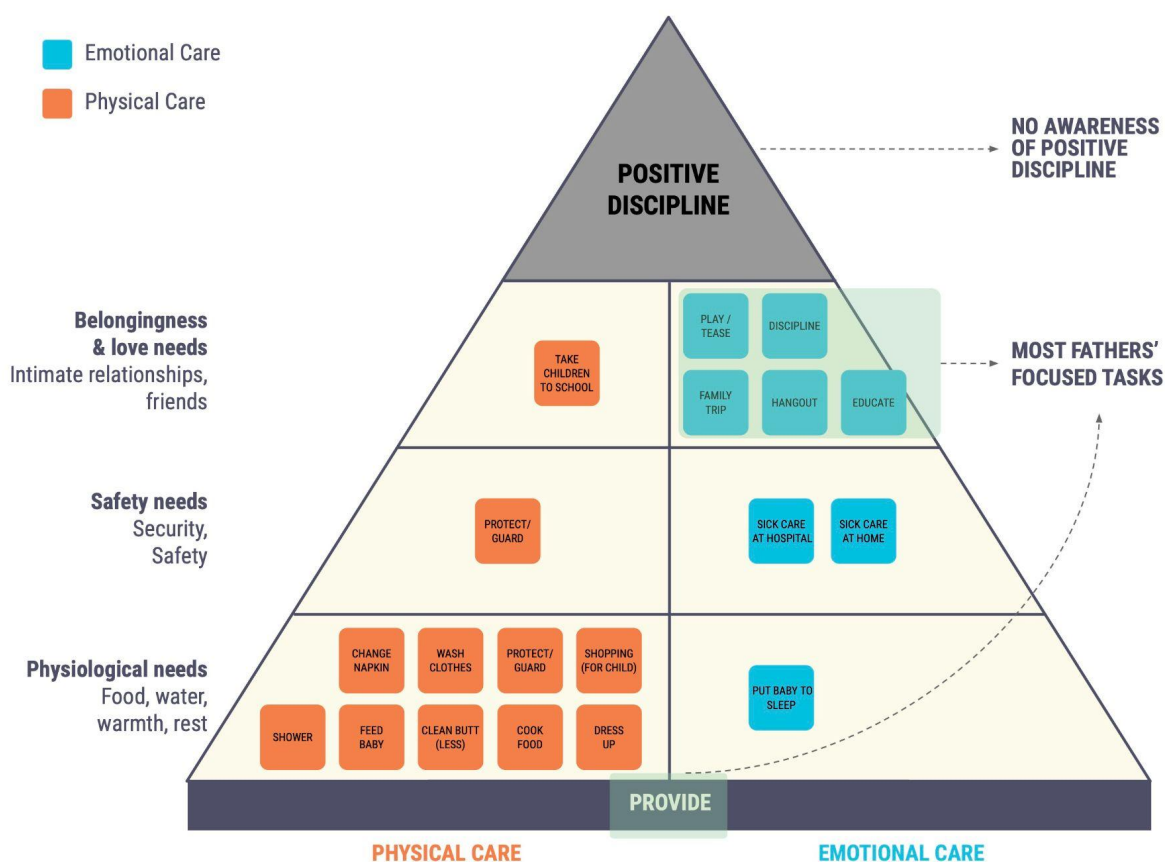 Emotional Care
Physical Care
POSITIVE
DISCIPLINE
NO AWARENESS
OF POSITIVE
DISCIPLINE
Belongingness
& love needs
Intimate relationships,
friends
TAKE
CHILDREN
TO SCHOOL
PLAY /
TEASE
DISCIPLINE
FAMILY
TRIP
HANGOUT
EDUCATE
MOST FATHERS'
FOCUSED TASKS
Safety needs
Security,
Safety
PROTECT/
GUARD
SICK CARE
AT HOSPITAL
SICK CARE
AT HOME
Physiological needs
Food, water,
warmth, rest
CHANGE
NAPKIN
WASH
CLOTHES
PROTECT/
GUARD
SHOPPING
(FOR CHILD)
SHOWER
FEED
BABY
CLEAN BUTT
(LESS)
COOK
FOOD
DRESS
UP
PUT BABY TO
SLEEP
PROVIDE
PHYSICAL CARE
EMOTIONAL CARE